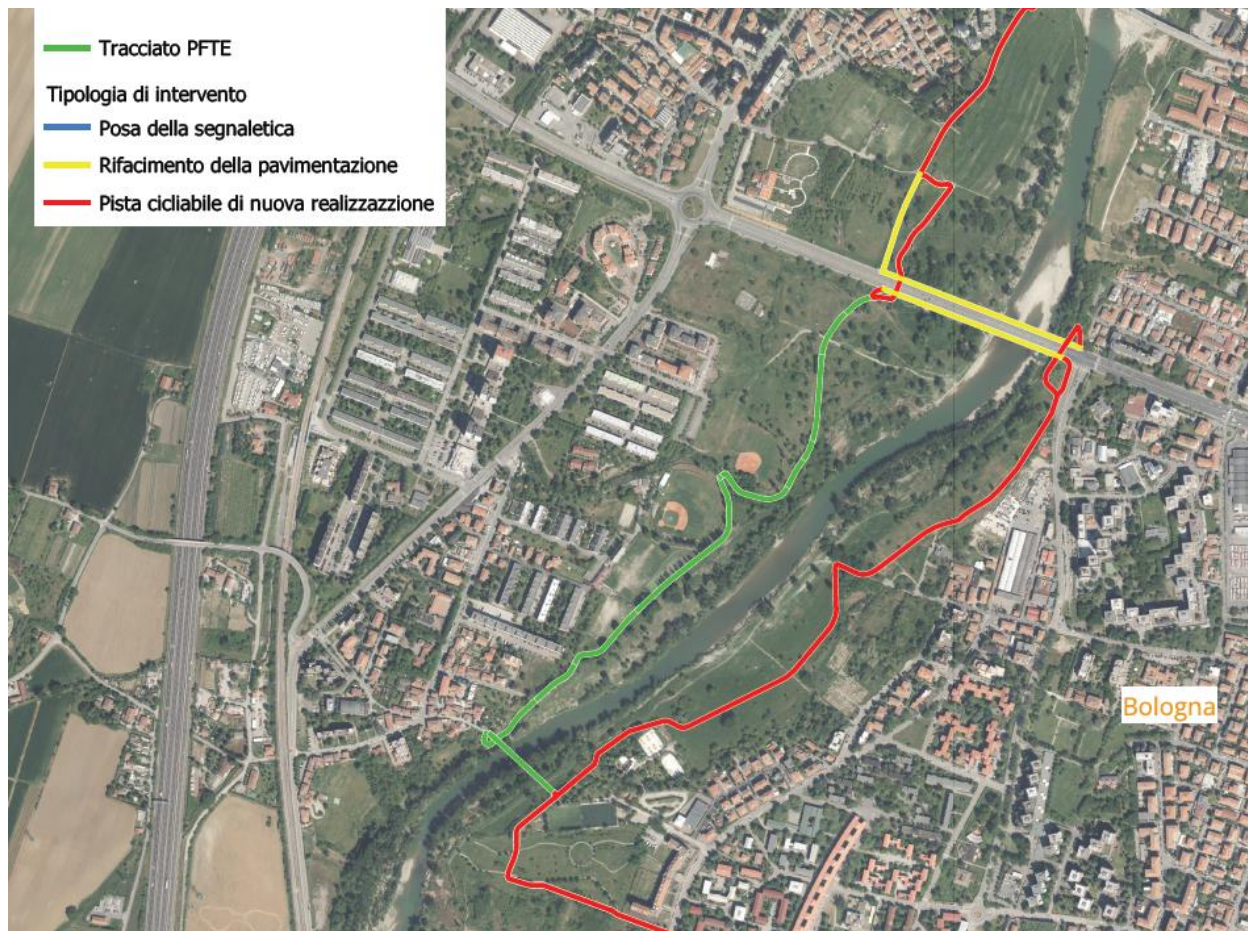 Tracciato PFTE
Tipologia di intervento
Posa della segnaletica
Rifacimento della pavimentazione
Pista cicliabile di nuova realizzazzione
Bologna